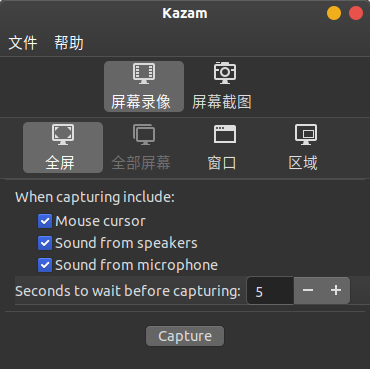 Kazam
文件 帮助
屏幕录像 屏幕截图
全屏 全部屏幕 窗口 区域
When capturing include:
Mouse cursor
Sound from speakers
Sound from microphone
Seconds to wait before capturing: 5 − +
Capture